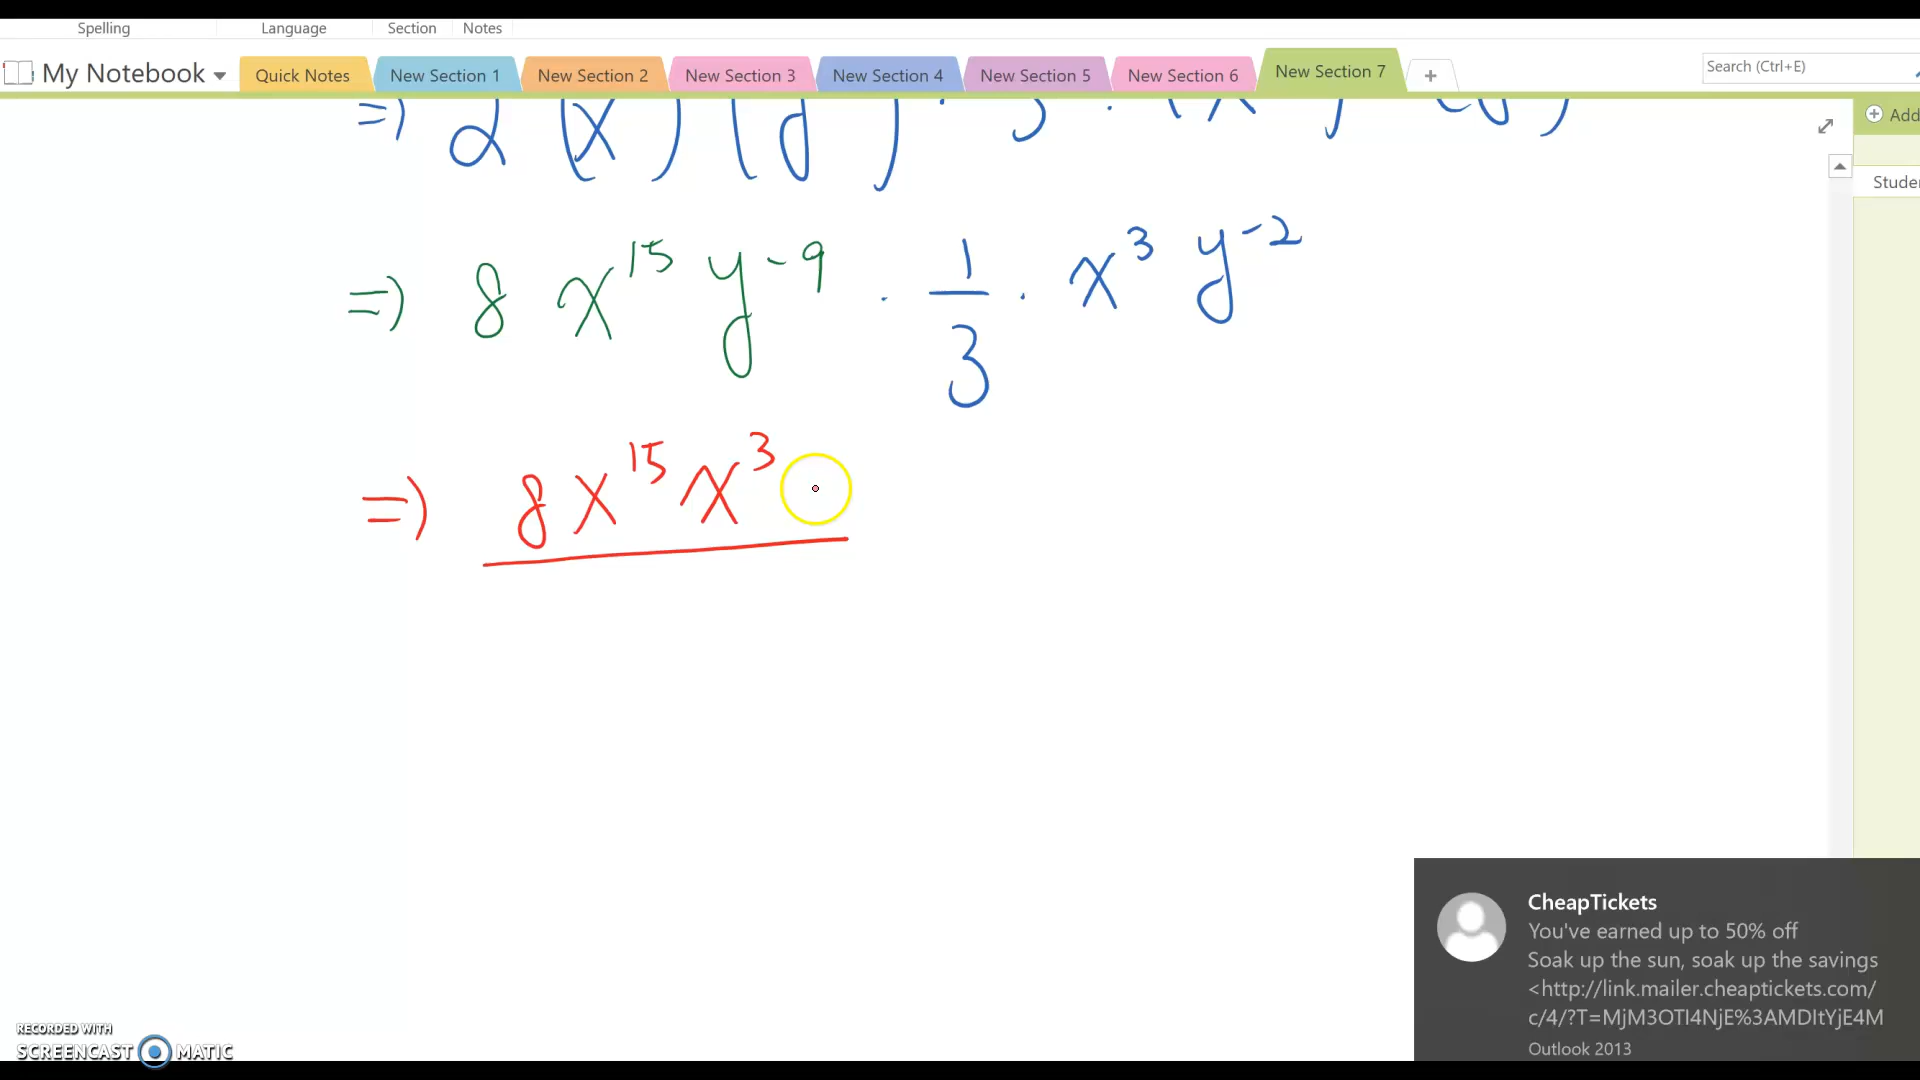 Spelling Language Section Notes
My Notebook Quick Notes New Section 1 New Section 2 New Section 3 New Section 4 New Section 5 New Section 6 New Section 7 + Search (Ctrl+E)
Add
=> 8 x^15 y^-9 · 1/3 · x^3 y^-2
=> 8 x^15 x^3
CheapTickets
You've earned up to 50% off
Soak up the sun, soak up the savings
<http://link.mailer.cheaptickets.com/
c/4/?T=MjM3OTI4NjE%3AMDItYjE4M
Outlook 2013
RECORDED WITH
SCREENCAST MATIC